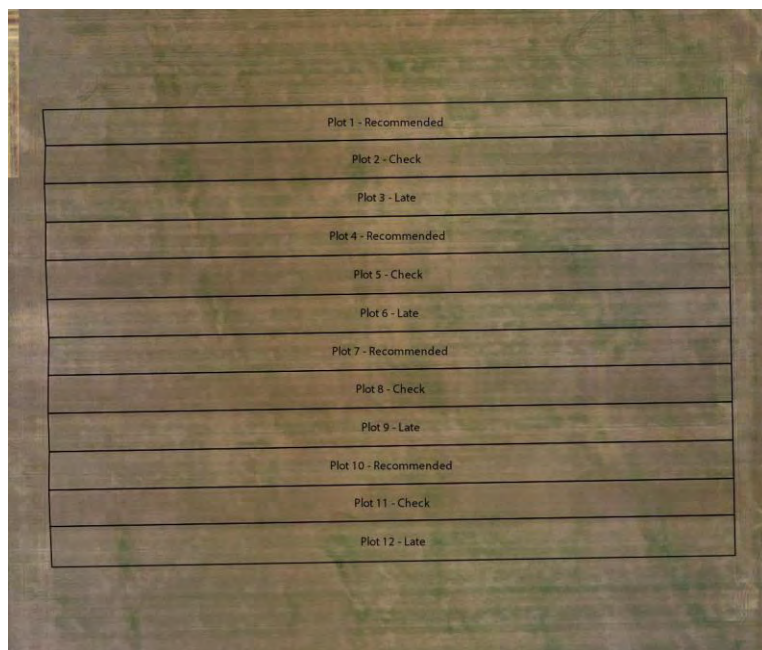 Plot 1 - Recommended
Plot 2 - Check
Plot 3 - Late
Plot 4 - Recommended
Plot 5 - Check
Plot 6 - Late
Plot 7 - Recommended
Plot 8 - Check
Plot 9 - Late
Plot 10 - Recommended
Plot 11 - Check
Plot 12 - Late